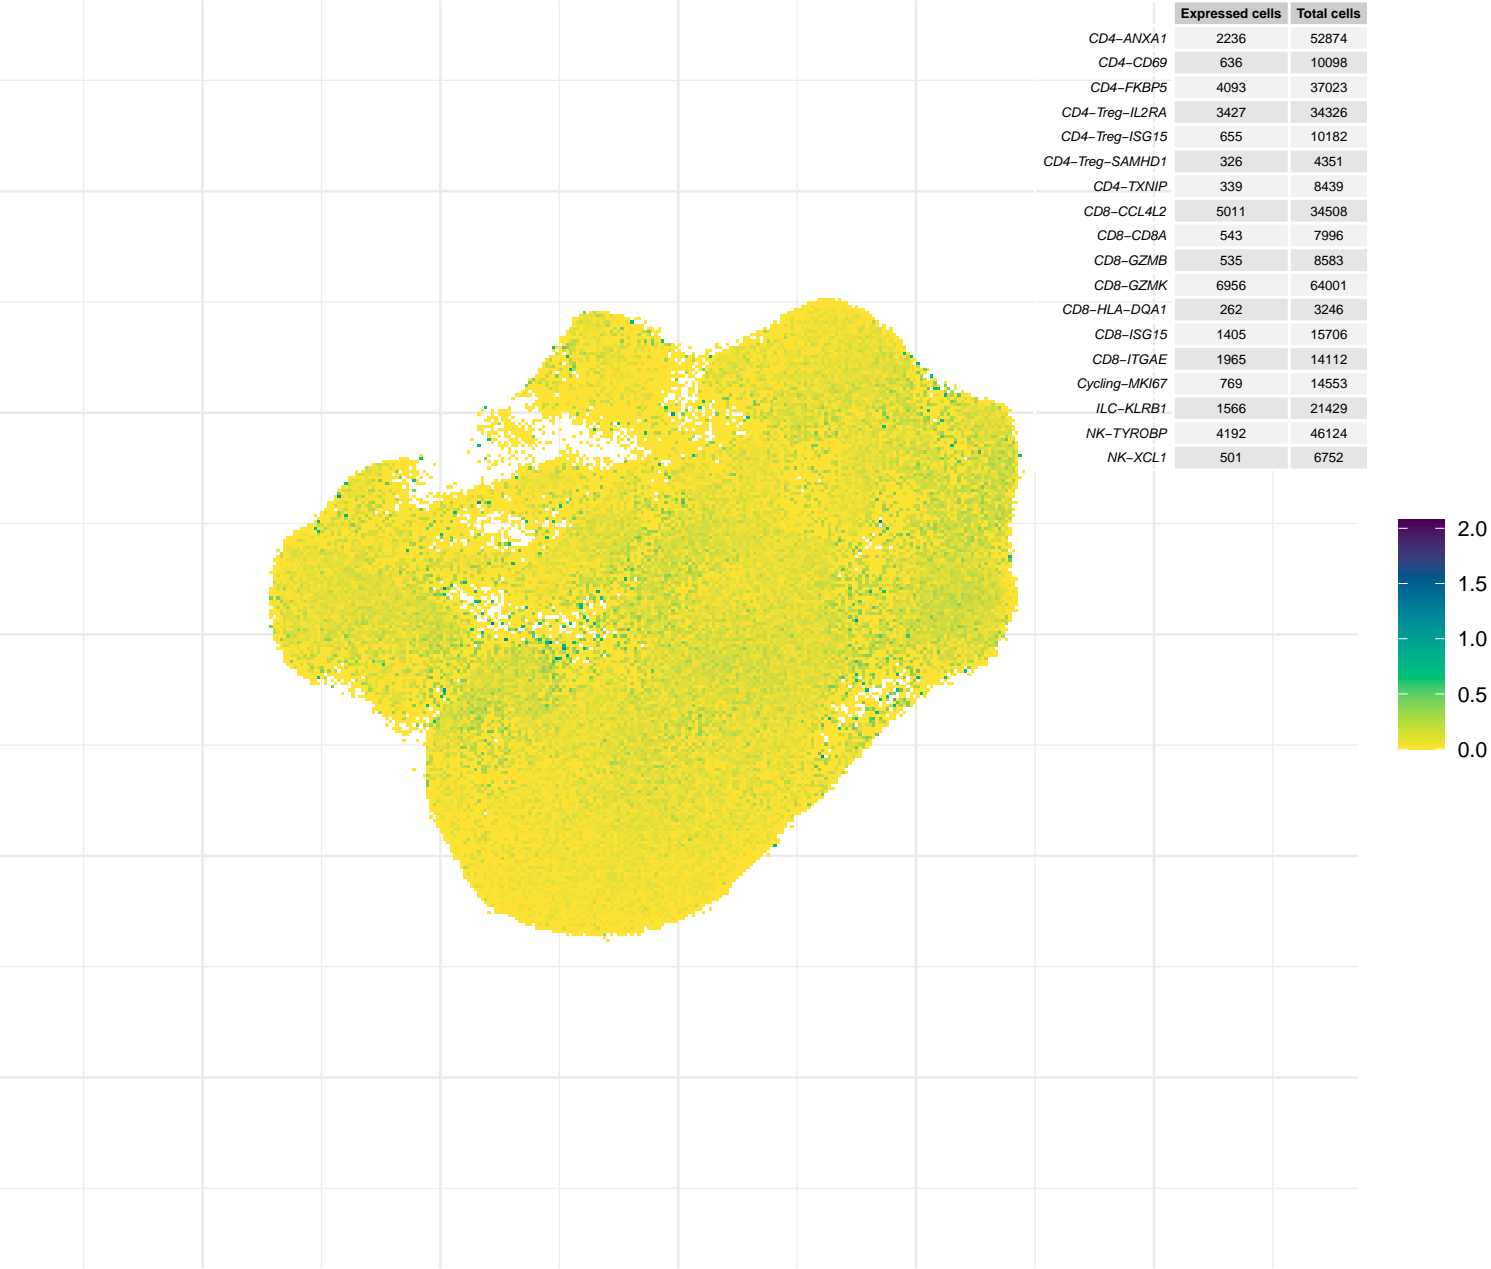 Expressed cells Total cells
CD4−ANXA1 2236 52874
CD4−CD69 636 10098
CD4−FKBP5 4093 37023
CD4−Treg−IL2RA 3427 34326
CD4−Treg−ISG15 655 10182
CD4−Treg−SAMHD1 326 4351
CD4−TXNIP 339 8439
CD8−CCL4L2 5011 34508
CD8−CD8A 543 7996
CD8−GZMB 535 8583
CD8−GZMK 6956 64001
CD8−HLA−DQA1 262 3246
CD8−ISG15 1405 15706
CD8−ITGAE 1965 14112
Cycling−MKI67 769 14553
ILC−KLRB1 1566 21429
NK−TYROBP 4192 46124
NK−XCL1 501 6752
2.0
1.5
1.0
0.5
0.0